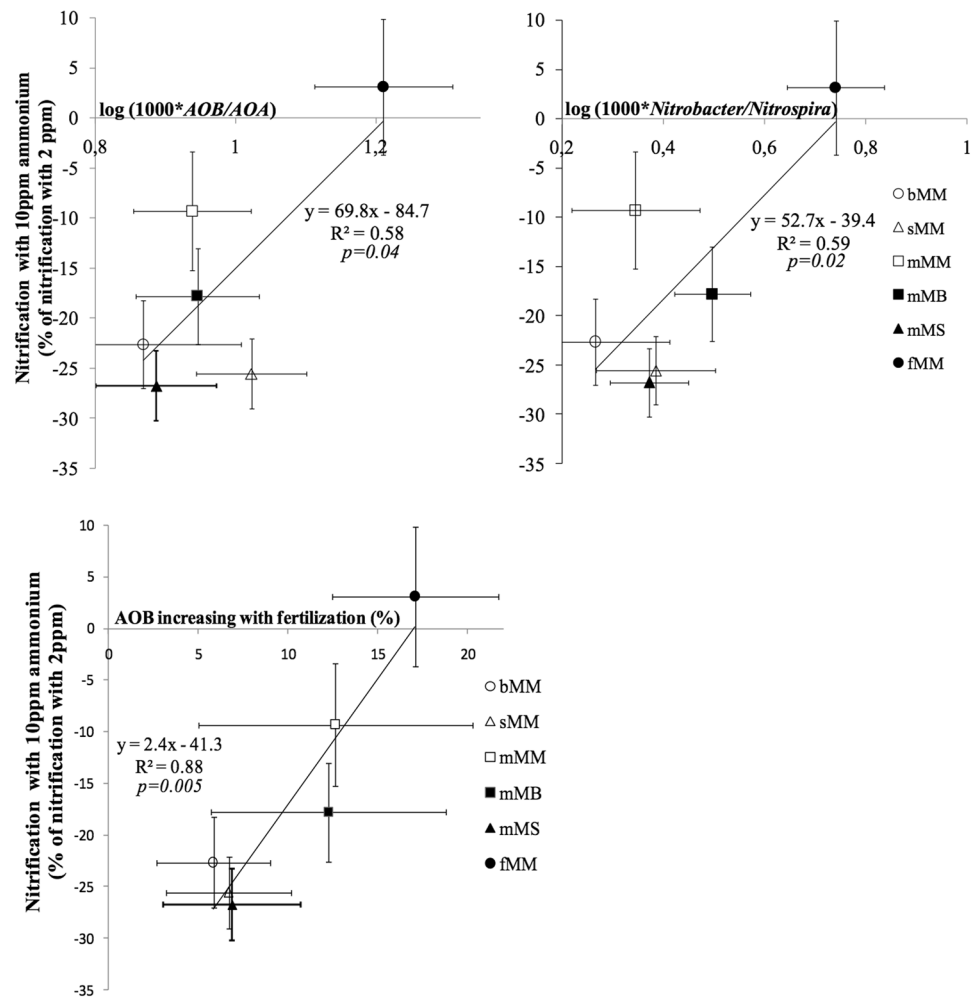 10
5
0
-5
-10
-15
-20
-25
-30
-35
Nitrification with 10ppm ammonium
(% of nitrification with 2 ppm)
log (1000*AOB/AOA)
0,8
1
1,2
y = 69.8x - 84.7
R² = 0.58
p=0.04
10
5
0
-5
-10
-15
-20
-25
-30
-35
log (1000*Nitrobacter/Nitrospira)
0,2
0,4
0,6
0,8
1
y = 52.7x - 39.4
R² = 0.59
p=0.02
bMM
sMM
mMM
mMB
mMS
fMM
10
5
0
-5
-10
-15
-20
-25
-30
-35
Nitrification with 10ppm ammonium
(% of nitrification with 2ppm)
AOB increasing with fertilization (%)
0
5
10
15
20
y = 2.4x - 41.3
R² = 0.88
p=0.005
bMM
sMM
mMM
mMB
mMS
fMM